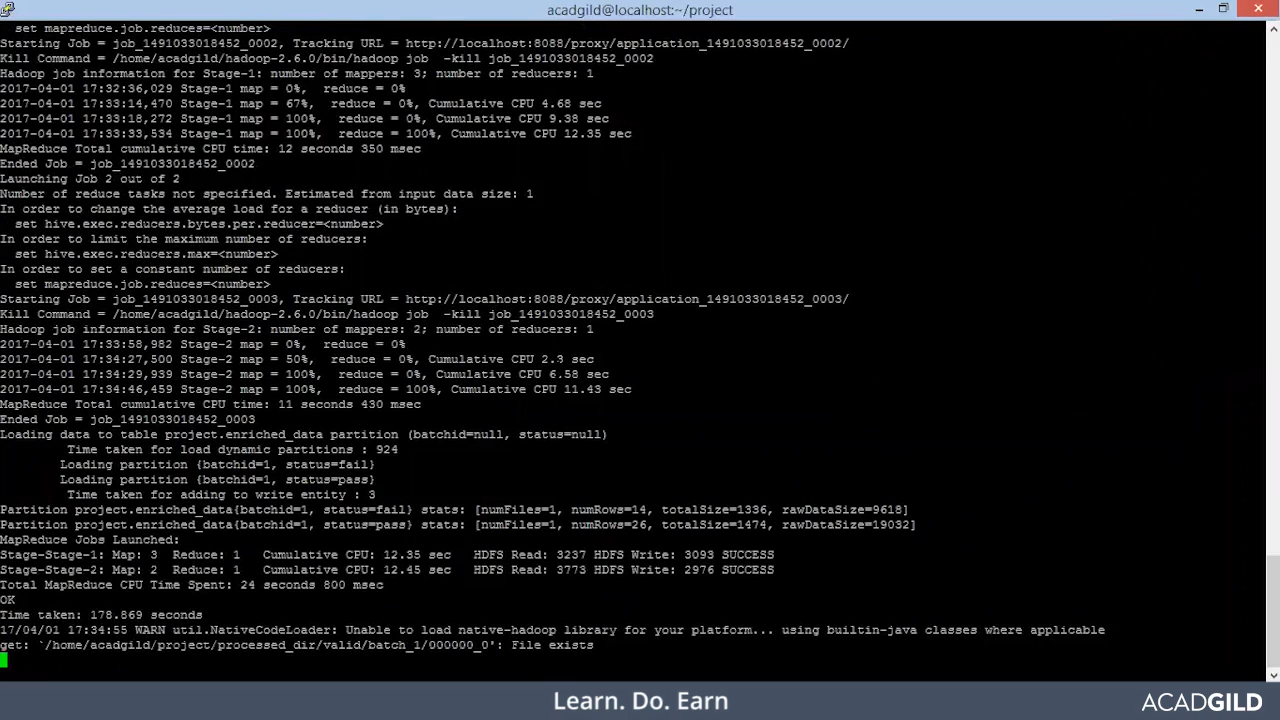 acadgild@localhost:~/project
set mapreduce.job.reduces=<number>
Starting Job = job_1491033018452_0002, Tracking URL = http://localhost:8088/proxy/application_1491033018452_0002/
Kill Command = /home/acadgild/hadoop-2.6.0/bin/hadoop job  -kill job_1491033018452_0002
Hadoop job information for Stage-1: number of mappers: 3; number of reducers: 1
2017-04-01 17:32:36,029 Stage-1 map = 0%,  reduce = 0%
2017-04-01 17:33:14,470 Stage-1 map = 67%,  reduce = 0%, Cumulative CPU 4.68 sec
2017-04-01 17:33:18,272 Stage-1 map = 100%,  reduce = 0%, Cumulative CPU 9.38 sec
2017-04-01 17:33:33,534 Stage-1 map = 100%,  reduce = 100%, Cumulative CPU 12.35 sec
MapReduce Total cumulative CPU time: 12 seconds 350 msec
Ended Job = job_1491033018452_0002
Launching Job 2 out of 2
Number of reduce tasks not specified. Estimated from input data size: 1
In order to change the average load for a reducer (in bytes):
set hive.exec.reducers.bytes.per.reducer=<number>
In order to limit the maximum number of reducers:
set hive.exec.reducers.max=<number>
In order to set a constant number of reducers:
set mapreduce.job.reduces=<number>
Starting Job = job_1491033018452_0003, Tracking URL = http://localhost:8088/proxy/application_1491033018452_0003/
Kill Command = /home/acadgild/hadoop-2.6.0/bin/hadoop job  -kill job_1491033018452_0003
Hadoop job information for Stage-2: number of mappers: 2; number of reducers: 1
2017-04-01 17:33:58,982 Stage-2 map = 0%,  reduce = 0%
2017-04-01 17:34:27,500 Stage-2 map = 50%,  reduce = 0%, Cumulative CPU 2.3 sec
2017-04-01 17:34:29,939 Stage-2 map = 100%,  reduce = 0%, Cumulative CPU 6.58 sec
2017-04-01 17:34:46,459 Stage-2 map = 100%,  reduce = 100%, Cumulative CPU 11.43 sec
MapReduce Total cumulative CPU time: 11 seconds 430 msec
Ended Job = job_1491033018452_0003
Loading data to table project.enriched_data partition (batchid=null, status=null)
Time taken for load dynamic partitions : 924
Loading partition {batchid=1, status=fail}
Loading partition {batchid=1, status=pass}
Time taken for adding to write entity : 3
Partition project.enriched_data{batchid=1, status=fail} stats: [numFiles=1, numRows=14, totalSize=1336, rawDataSize=9618]
Partition project.enriched_data{batchid=1, status=pass} stats: [numFiles=1, numRows=26, totalSize=1474, rawDataSize=19032]
MapReduce Jobs Launched:
Stage-Stage-1: Map: 3  Reduce: 1   Cumulative CPU: 12.35 sec   HDFS Read: 3237 HDFS Write: 3093 SUCCESS
Stage-Stage-2: Map: 2  Reduce: 1   Cumulative CPU: 12.45 sec   HDFS Read: 3773 HDFS Write: 2976 SUCCESS
Total MapReduce CPU Time Spent: 24 seconds 800 msec
OK
Time taken: 178.869 seconds
17/04/01 17:34:55 WARN util.NativeCodeLoader: Unable to load native-hadoop library for your platform... using builtin-java classes where applicable
get: `/home/acadgild/project/processed_dir/valid/batch_1/000000_0': File exists
Learn. Do. Earn
ACADGILD